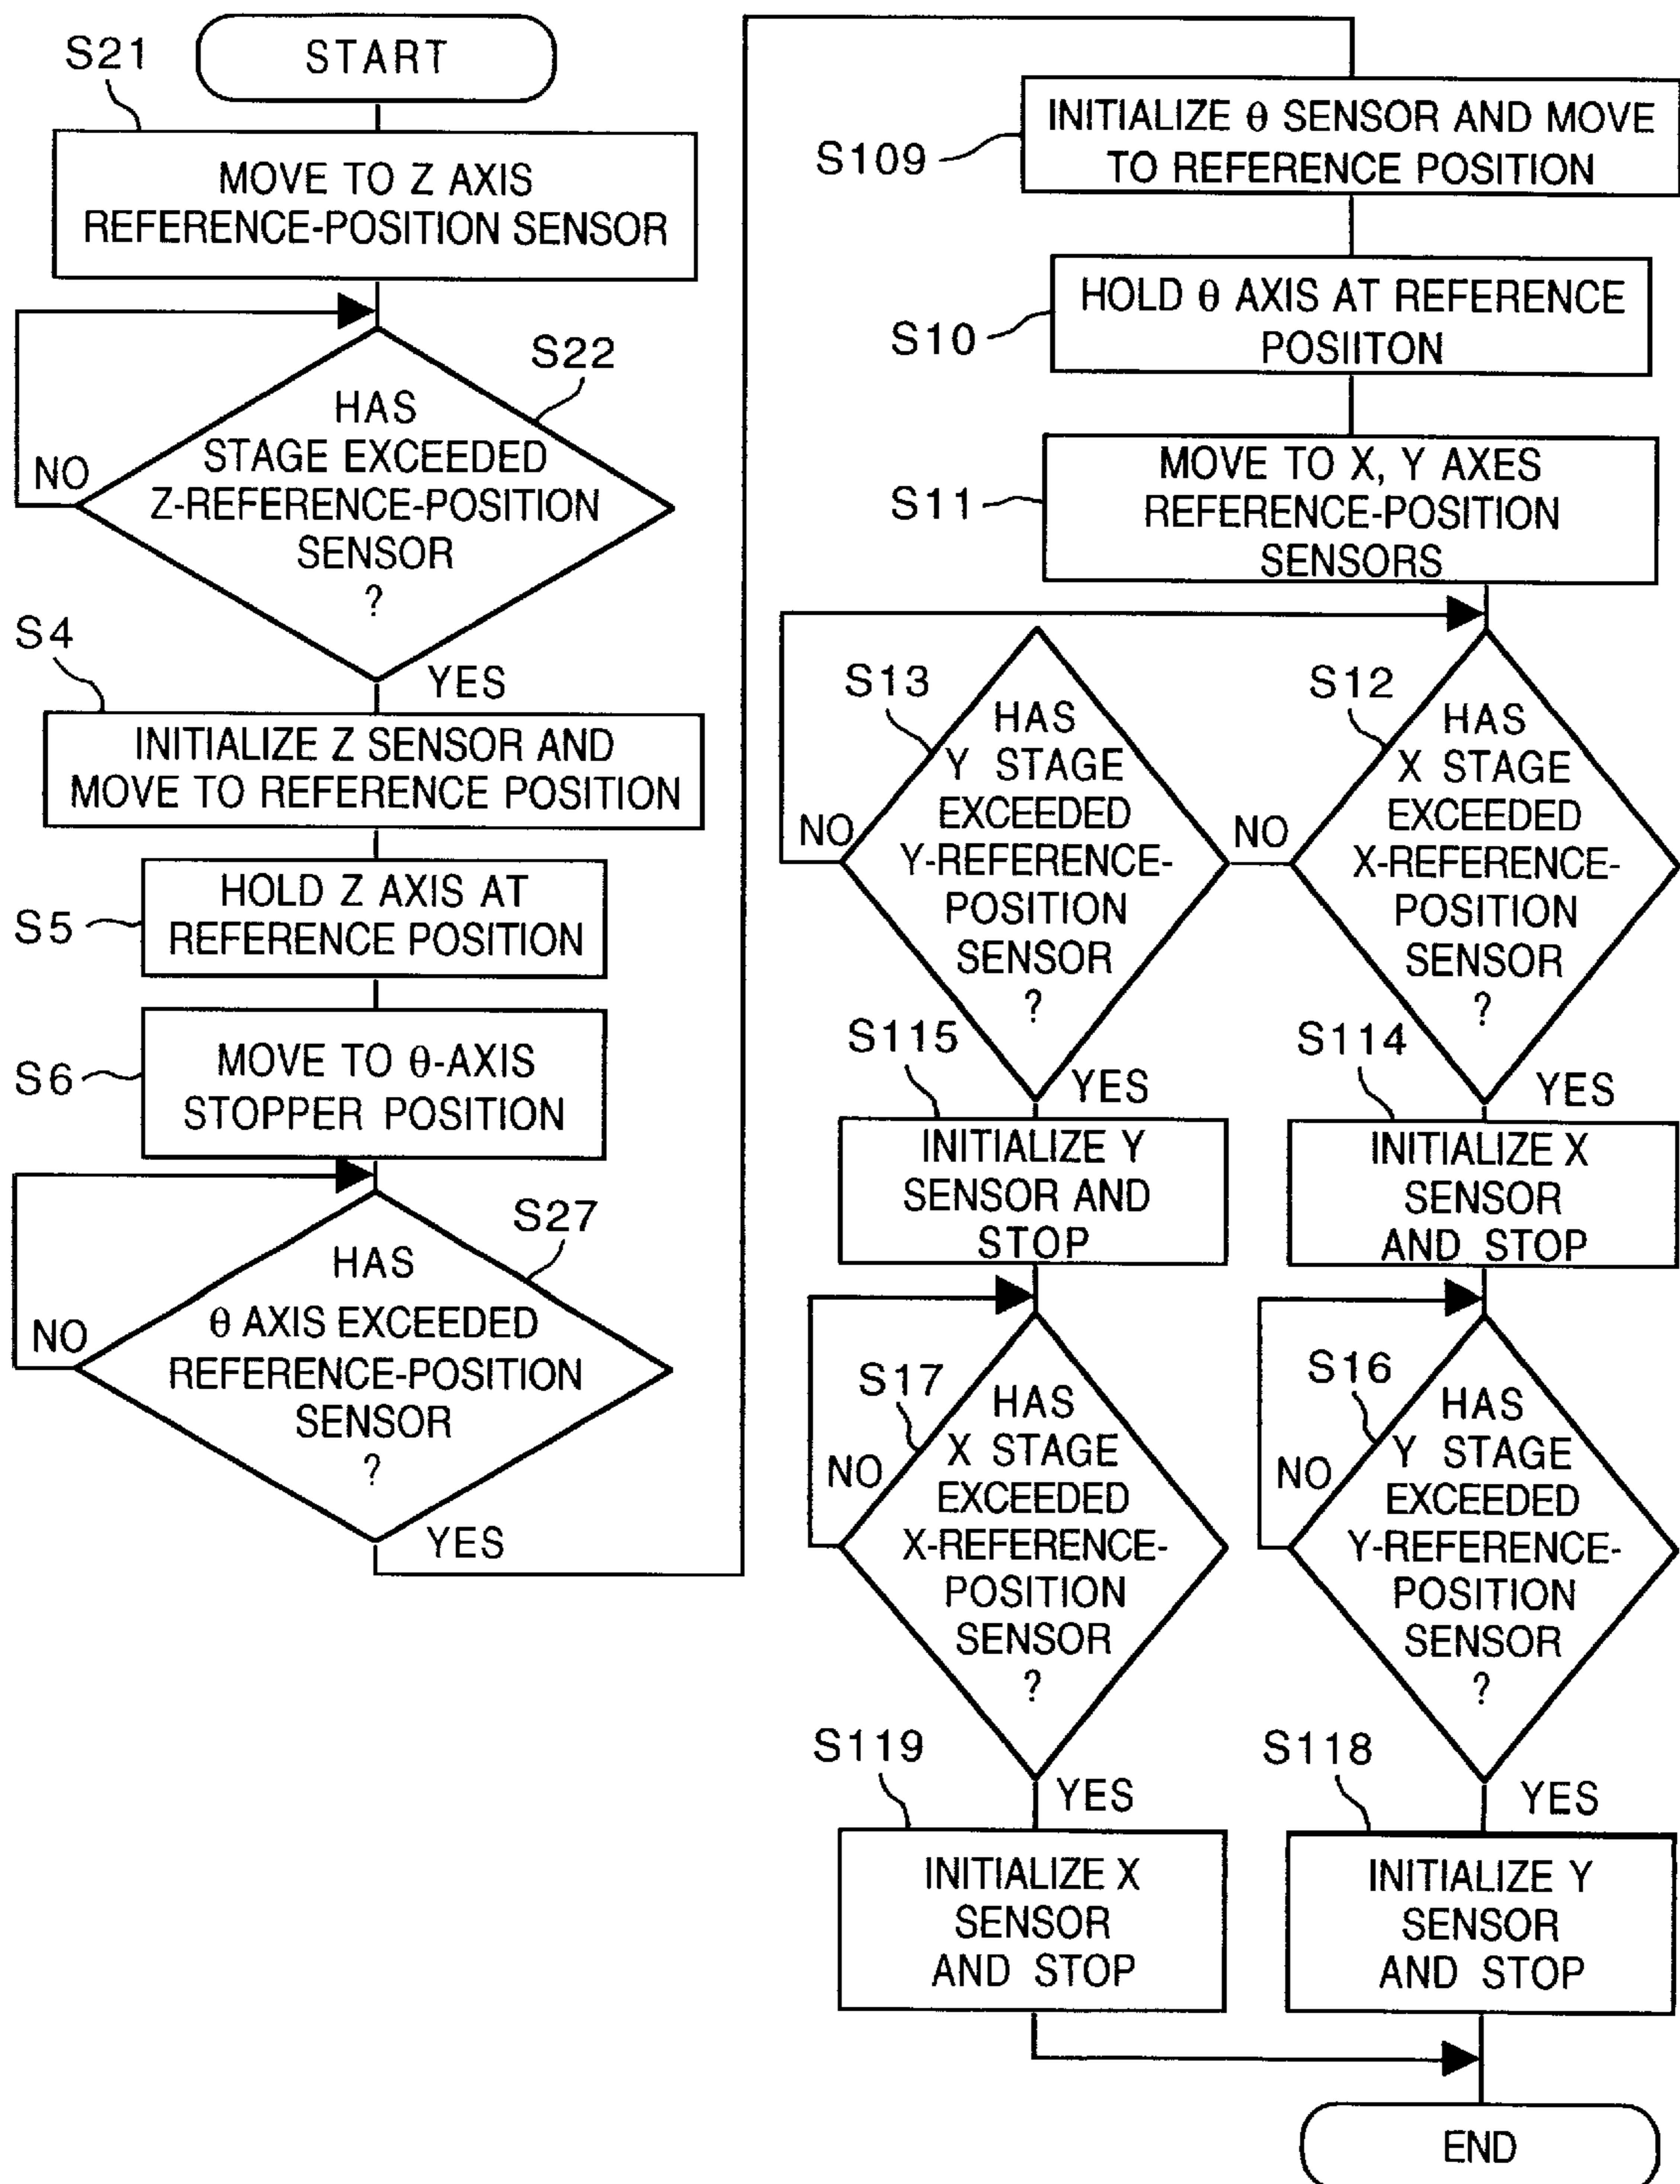 START
S21
MOVE TO Z AXIS
REFERENCE-POSITION SENSOR
S22
HAS
STAGE EXCEEDED
Z-REFERENCE-POSITION
SENSOR
?
NO
YES
S4
INITIALIZE Z SENSOR AND
MOVE TO REFERENCE POSITION
S5
HOLD Z AXIS AT
REFERENCE POSITION
S6
MOVE TO θ-AXIS
STOPPER POSITION
S27
HAS
θ AXIS EXCEEDED
REFERENCE-POSITION
SENSOR
?
NO
YES
S109
INITIALIZE θ SENSOR AND MOVE
TO REFERENCE POSITION
S10
HOLD θ AXIS AT REFERENCE
POSIITON
S11
MOVE TO X, Y AXES
REFERENCE-POSITION
SENSORS
S12
HAS
X STAGE
EXCEEDED
X-REFERENCE-
POSITION
SENSOR
?
NO
YES
S13
HAS
Y STAGE
EXCEEDED
Y-REFERENCE-
POSITION
SENSOR
?
NO
YES
S115
INITIALIZE Y
SENSOR AND
STOP
S114
INITIALIZE X
SENSOR
AND STOP
S17
HAS
X STAGE
EXCEEDED
X-REFERENCE-
POSITION
SENSOR
?
NO
YES
S16
HAS
Y STAGE
EXCEEDED
Y-REFERENCE-
POSITION
SENSOR
?
NO
YES
S119
INITIALIZE X
SENSOR
AND STOP
S118
INITIALIZE Y
SENSOR
AND STOP
END